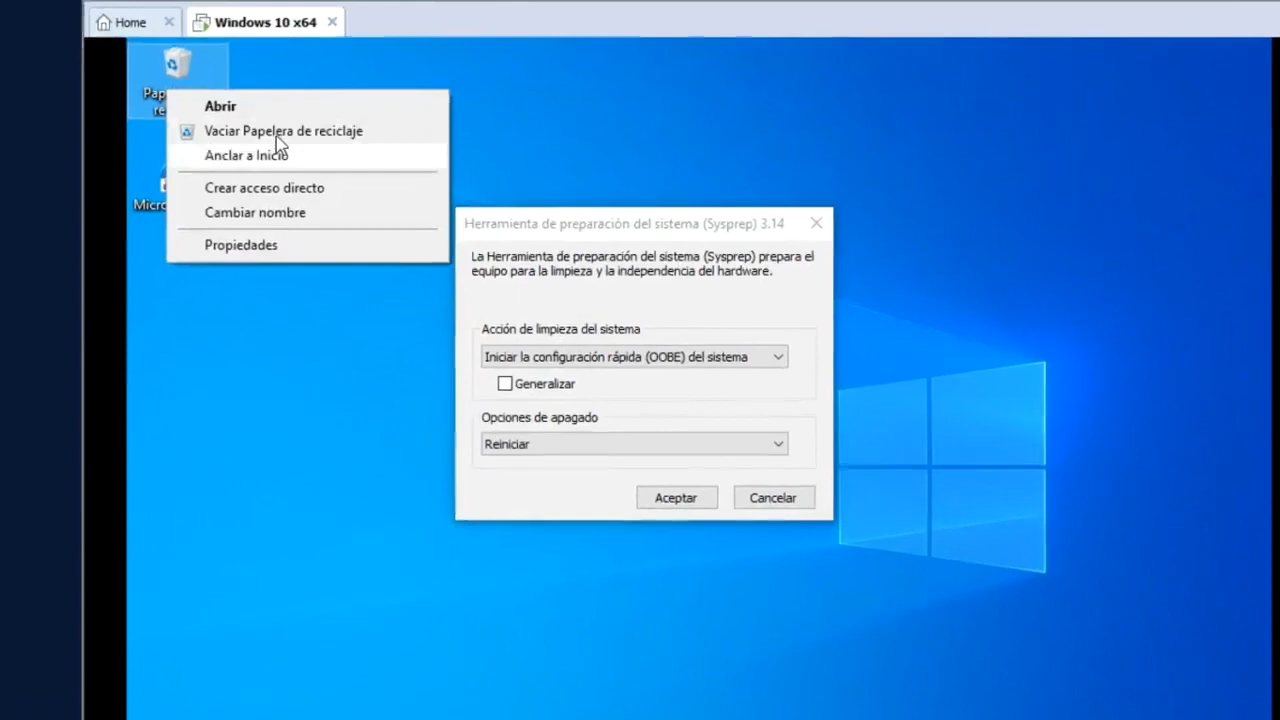 Home
Windows 10 x64
Pap
re
Abrir
Vaciar Papelera de reciclaje
Anclar a Inicio
Crear acceso directo
Cambiar nombre
Propiedades
Micro
Herramienta de preparación del sistema (Sysprep) 3.14
La Herramienta de preparación del sistema (Sysprep) prepara el
equipo para la limpieza y la independencia del hardware.
Acción de limpieza del sistema
Iniciar la configuración rápida (OOBE) del sistema
Generalizar
Opciones de apagado
Reiniciar
Aceptar
Cancelar